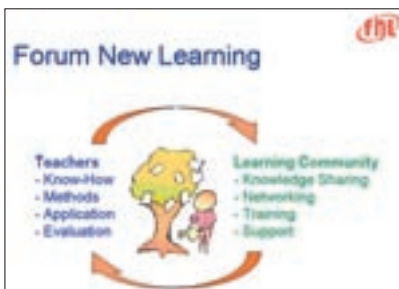 fhl
Forum New Learning
Teachers
- Know-How
- Methods
- Application
- Evaluation
Learning Community
- Knowledge Sharing
- Networking
- Training
- Support